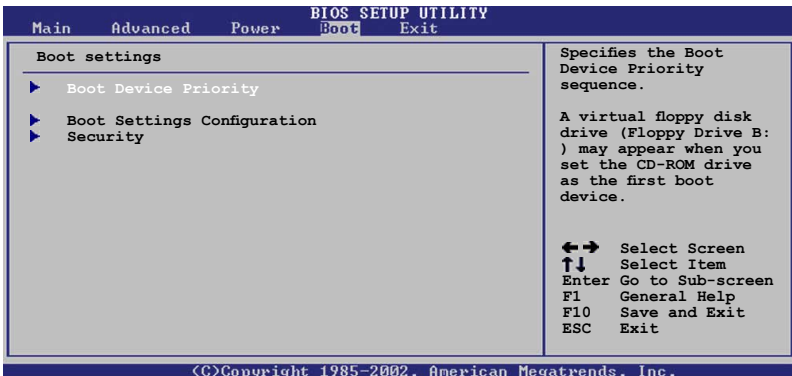 BIOS SETUP UTILITY
Main Advanced Power Boot Exit
Boot settings
Boot Device Priority
Boot Settings Configuration
Security
Specifies the Boot
Device Priority
sequence.
A virtual floppy disk
drive (Floppy Drive B:
) may appear when you
set the CD-ROM drive
as the first boot
device.
Select Screen
Select Item
Enter Go to Sub-screen
F1 General Help
F10 Save and Exit
ESC Exit
(C)Copyright 1985-2002, American Megatrends, Inc.